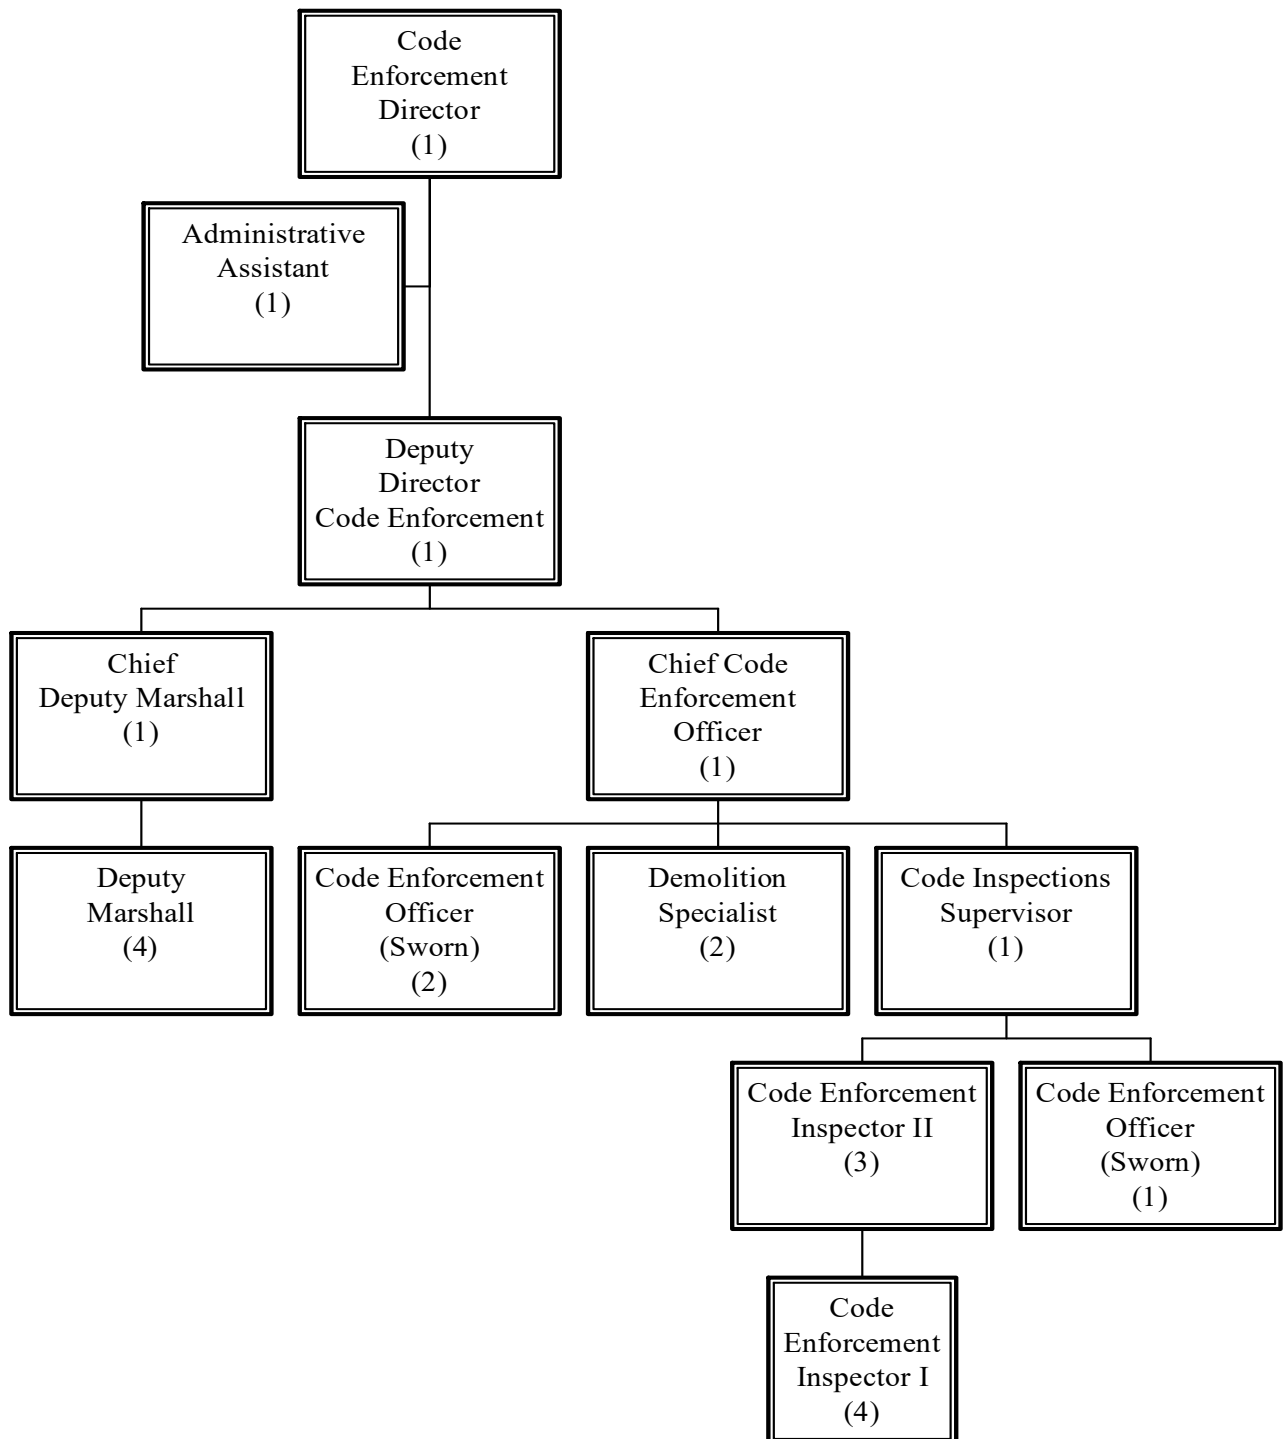 Code
Enforcement
Director
(1)
Administrative
Assistant
(1)
Deputy
Director
Code Enforcement
(1)
Chief
Deputy Marshall
(1)
Chief Code
Enforcement
Officer
(1)
Deputy
Marshall
(4)
Code Enforcement
Officer
(Sworn)
(2)
Demolition
Specialist
(2)
Code Inspections
Supervisor
(1)
Code Enforcement
Inspector II
(3)
Code Enforcement
Officer
(Sworn)
(1)
Code
Enforcement
Inspector I
(4)